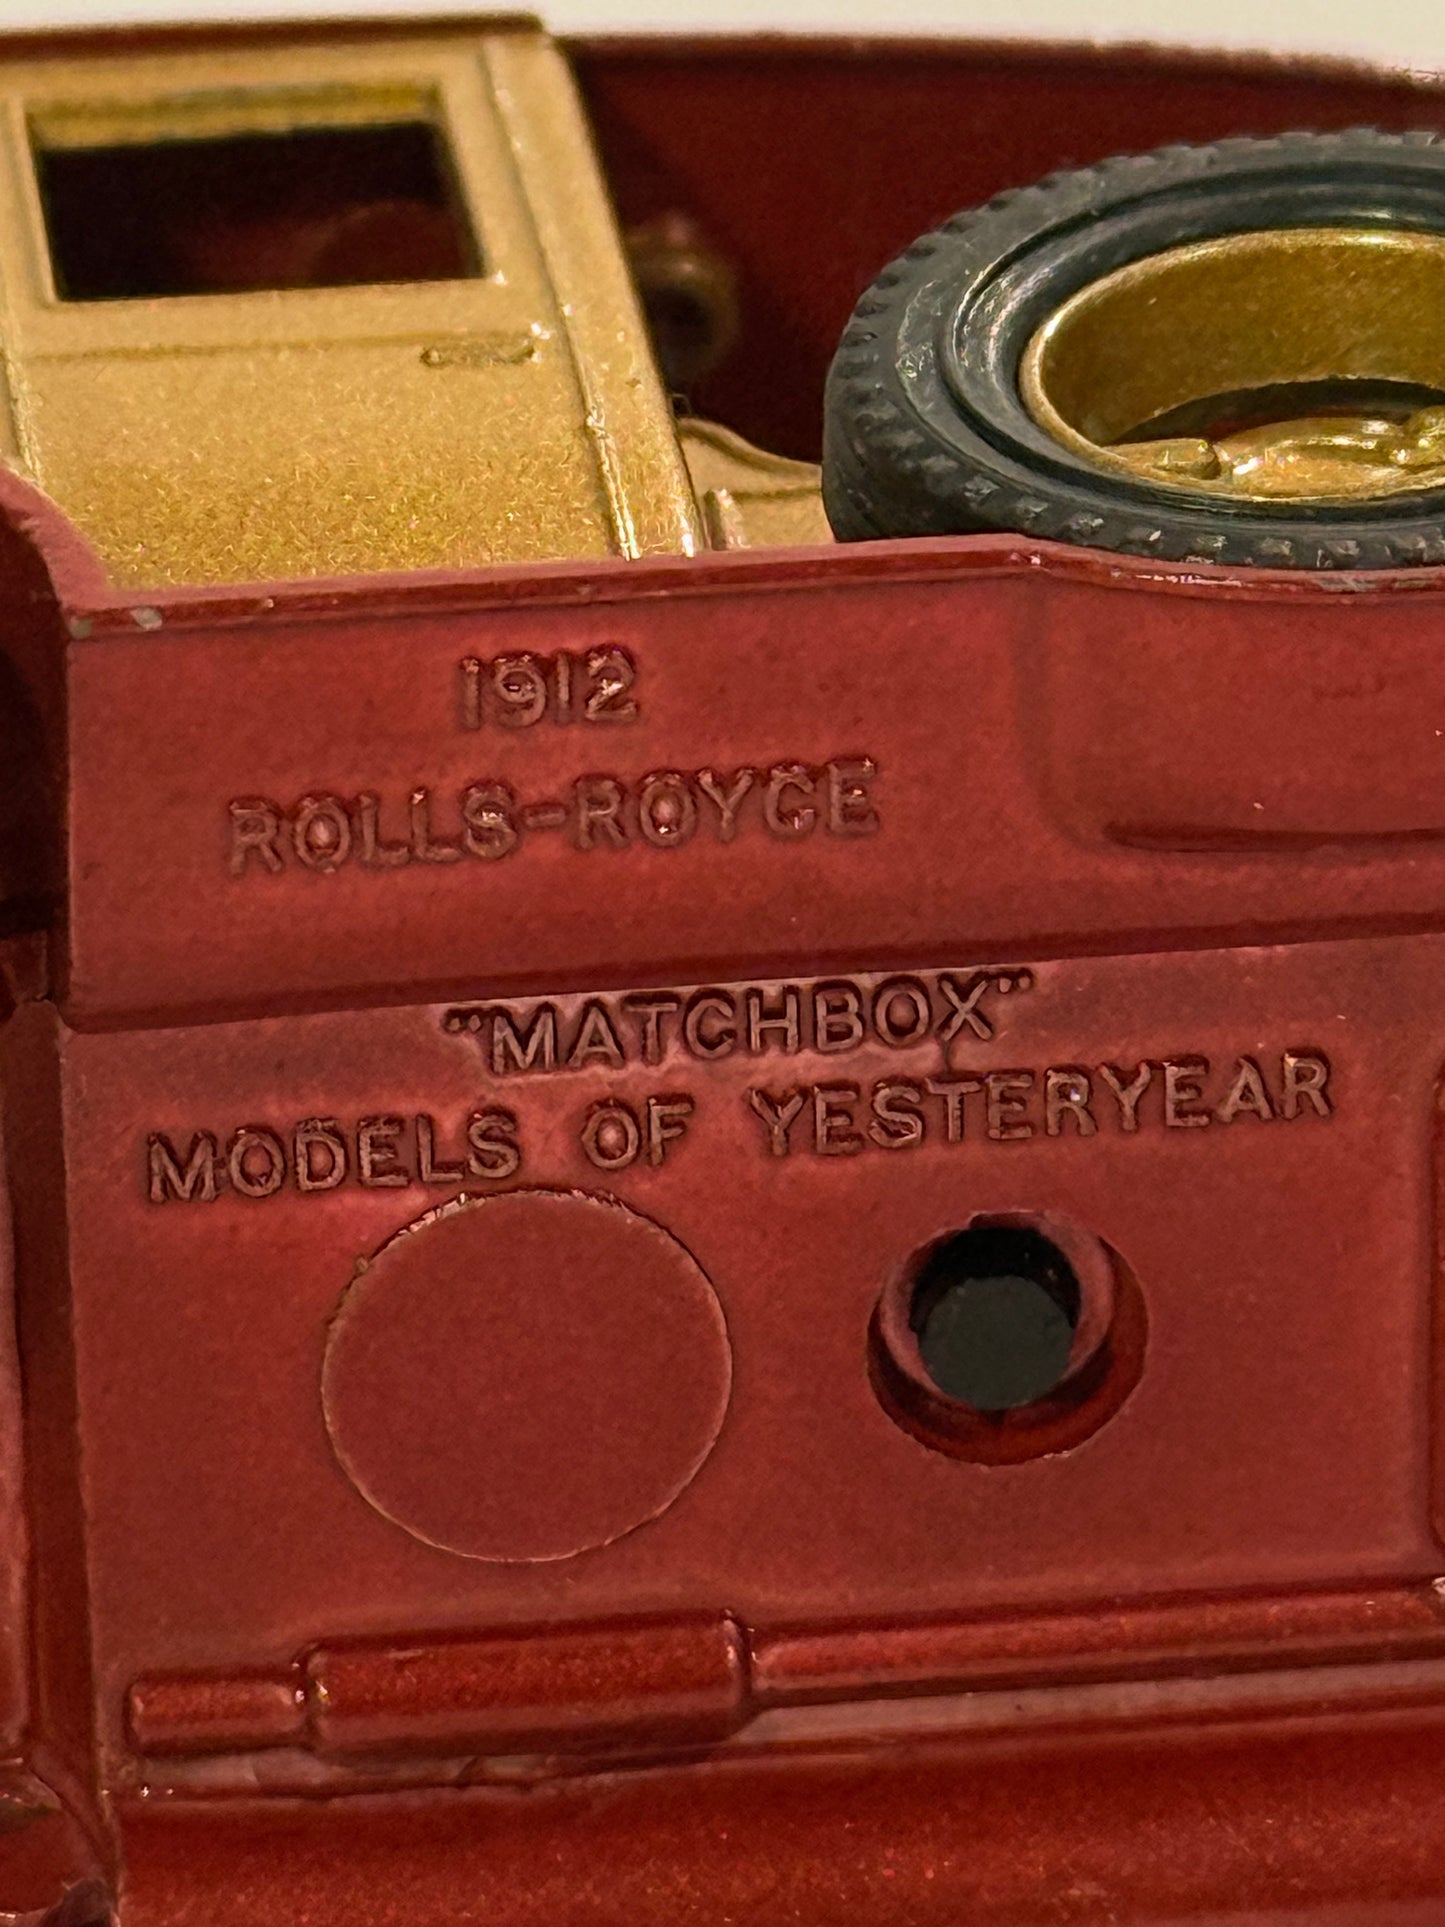 1912
ROLLS-ROYCE
"MATCHBOX"
MODELS OF YESTERYEAR